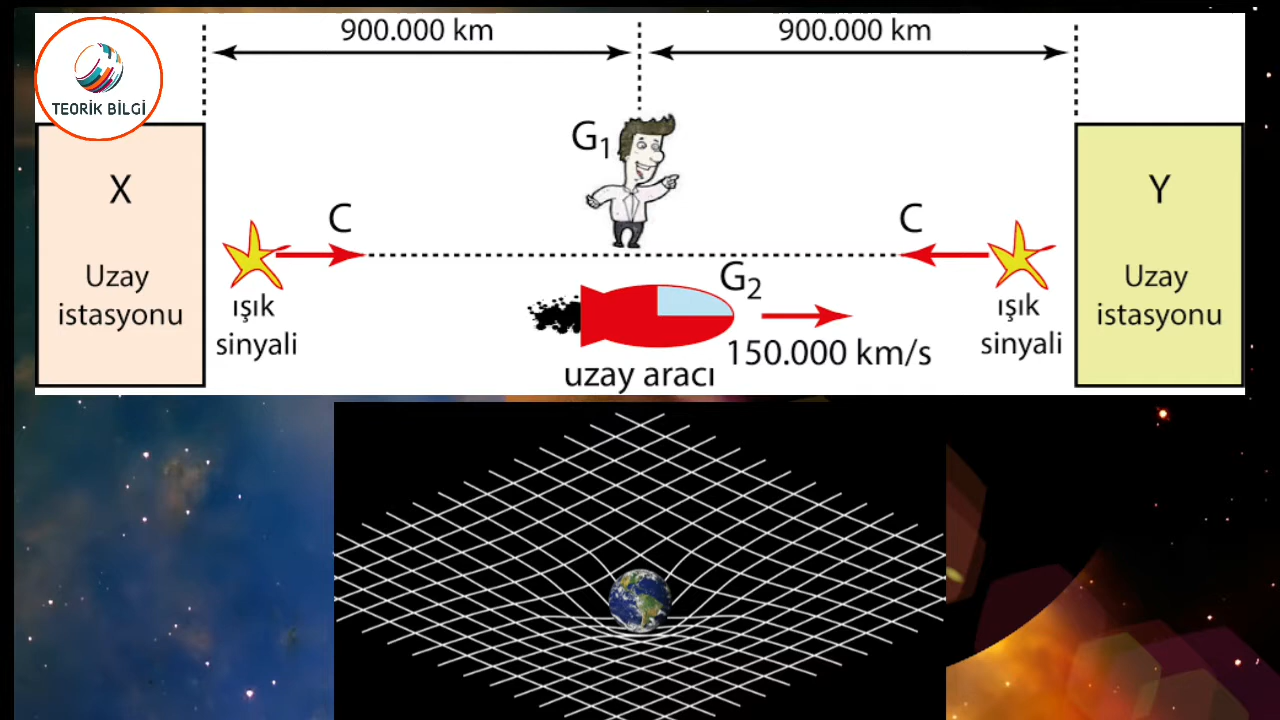 900.000 km
900.000 km
TEORİK BİLGİ
X
Uzay
istasyonu
C
ışık
sinyali
G1
G2
150.000 km/s
uzay aracı
C
ışık
sinyali
Y
Uzay
istasyonu